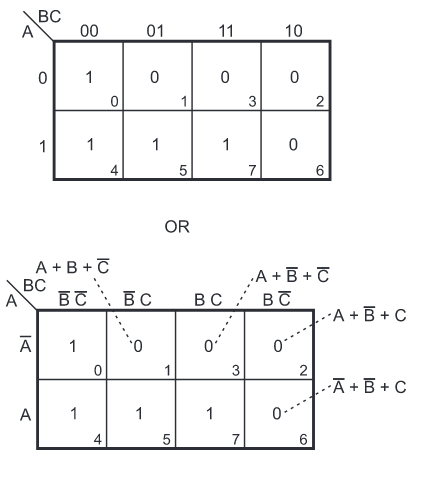 BC
A 00 01 11 10
0 1 0 0 0
0 1 3 2
1 1 1 1 0
4 5 7 6
OR
A + B + C̅
A + B̅ + C̅
BC
A B̅ C̅ B̅ C B C B C̅
A + B̅ + C
A̅ 1 0 0 0
0 1 3 2
A̅ + B̅ + C
A 1 1 1 0
4 5 7 6